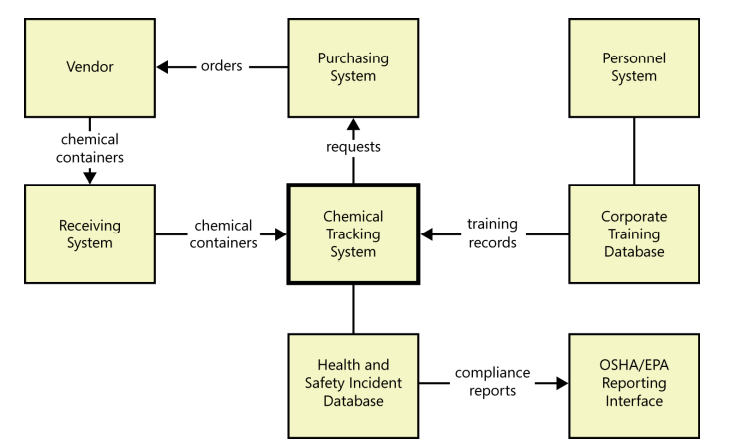 Vendor
orders
Purchasing
System
Personnel
System
chemical
containers
requests
Receiving
System
chemical
containers
Chemical
Tracking
System
training
records
Corporate
Training
Database
Health and
Safety Incident
Database
compliance
reports
OSHA/EPA
Reporting
Interface